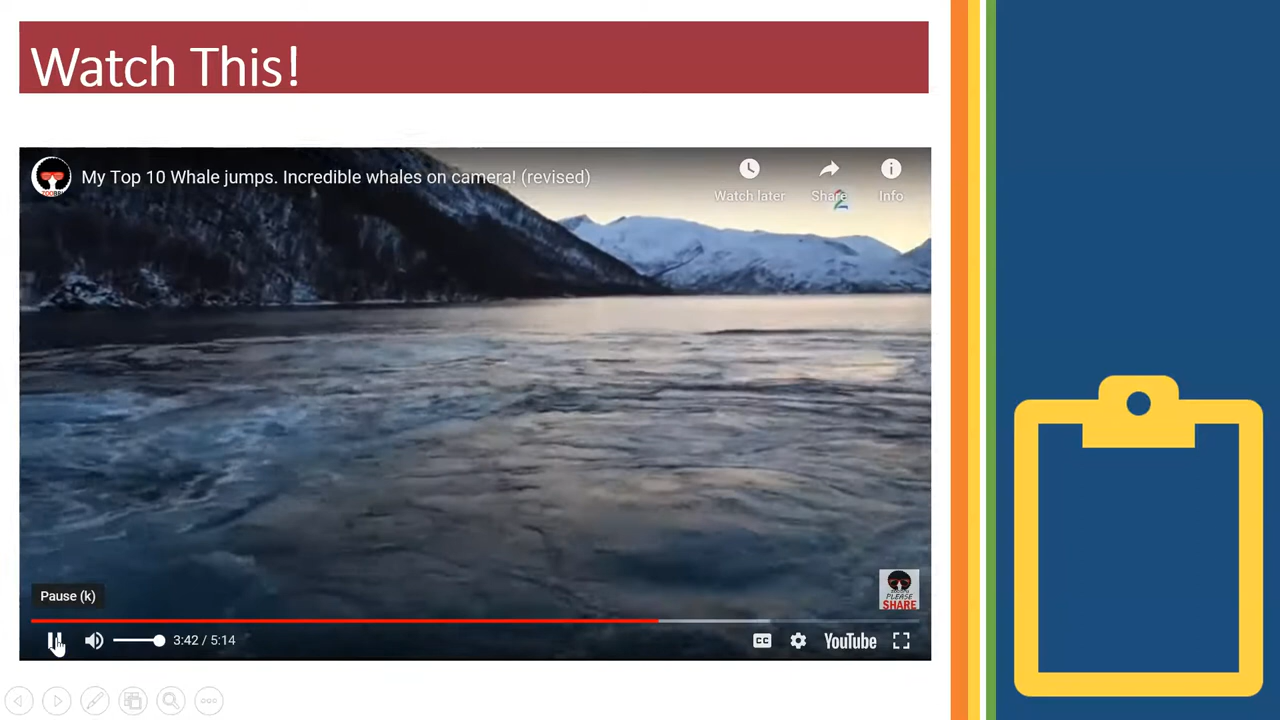 Watch This!
My Top 10 Whale jumps. Incredible whales on camera! (revised)
Watch later
Share
Info
Pause (k)
PLEASE
SHARE
3:42 / 5:14
CC
YouTube